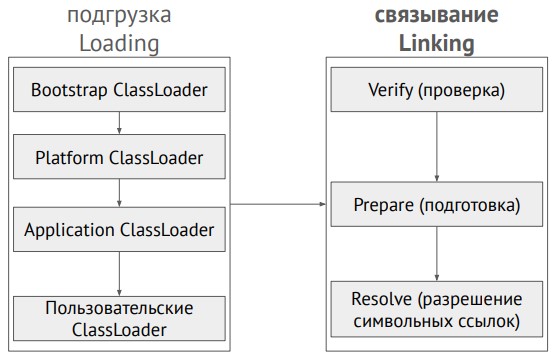 подгрузка
Loading
Bootstrap ClassLoader
Platform ClassLoader
Application ClassLoader
Пользовательские
ClassLoader
связывание
Linking
Verify (проверка)
Prepare (подготовка)
Resolve (разрешение
символьных ссылок)